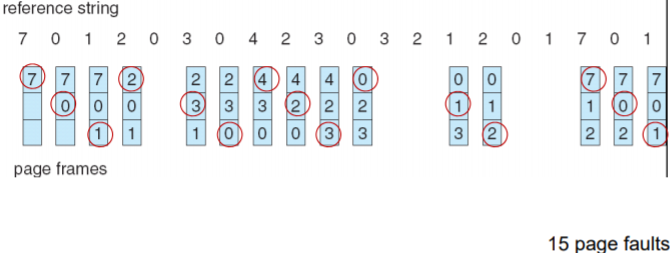 reference string
7 0 1 2 0 3 0 4 2 3 0 3 2 1 2 0 1 7 0 1
7 7 7 2 2 2 4 4 4 0 0 0 7 7 7
0 0 0 3 3 3 2 2 2 1 1 1 0 0
1 1 1 0 0 0 3 3 3 2 2 2 1
page frames
15 page faults